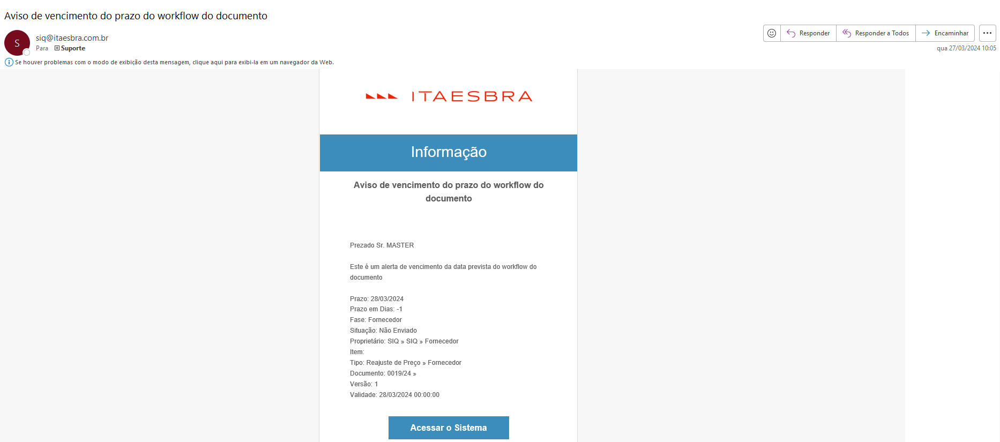 Aviso de vencimento do prazo do workflow do documento
S
siq@itaesbra.com.br
Para Suporte
Responder
Responder a Todos
Encaminhar
qua 27/03/2024 10:05
Se houver problemas com o modo de exibição desta mensagem, clique aqui para exibi-la em um navegador da Web.
ITAESBRA
Informação
Aviso de vencimento do prazo do workflow do
documento
Prezado Sr. MASTER
Este é um alerta de vencimento da data prevista do workflow do
documento
Prazo: 28/03/2024
Prazo em Dias: -1
Fase: Fornecedor
Situação: Não Enviado
Proprietário: SIQ » SIQ » Fornecedor
Item:
Tipo: Reajuste de Preço » Fornecedor
Documento: 0019/24 »
Versão: 1
Validade: 28/03/2024 00:00:00
Acessar o Sistema